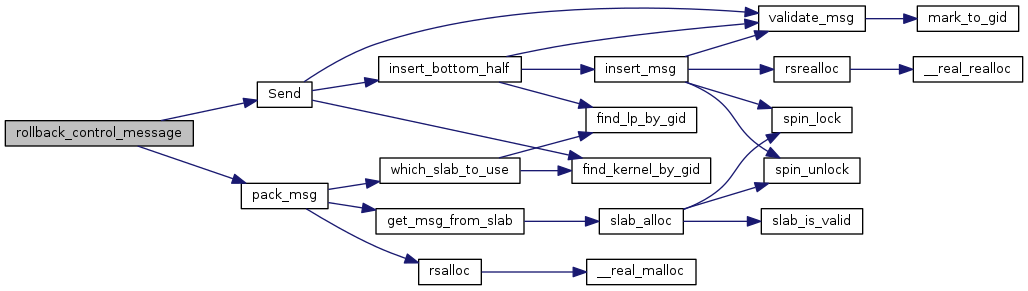 rollback_control_message
Send
pack_msg
insert_bottom_half
which_slab_to_use
get_msg_from_slab
rsalloc
insert_msg
find_lp_by_gid
find_kernel_by_gid
slab_alloc
__real_malloc
validate_msg
rsrealloc
spin_lock
spin_unlock
slab_is_valid
mark_to_gid
__real_realloc